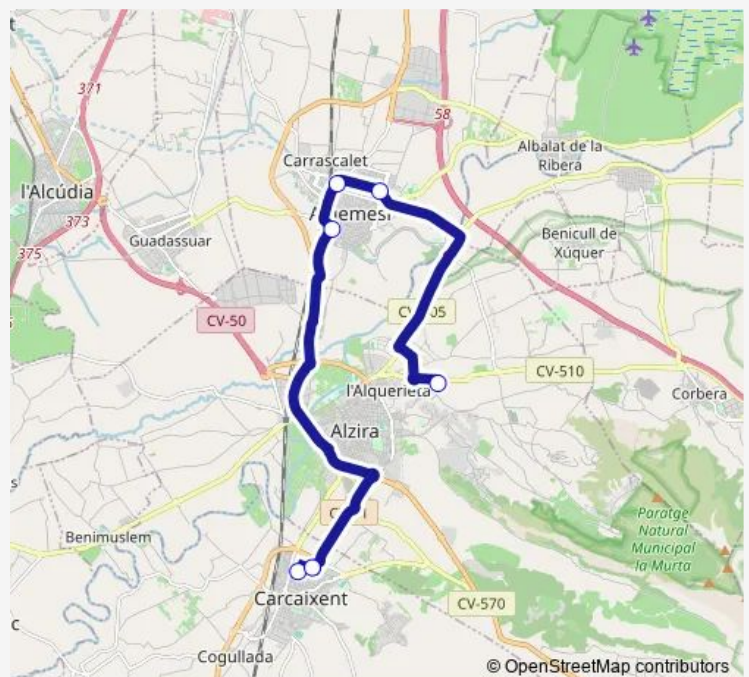 371
58
Carrascalet
Albalat de la
Ribera
l'Alcúdia
373
375
Guadassuar
Benicull de
Xúquer
CV-50
CV-510
l'Alquerieta
Corbera
Alzira
Paratge
Natural
Municipal
la Murta
Benimuslem
CV-570
Carcaixent
Cogullada
© OpenStreetMap contributors